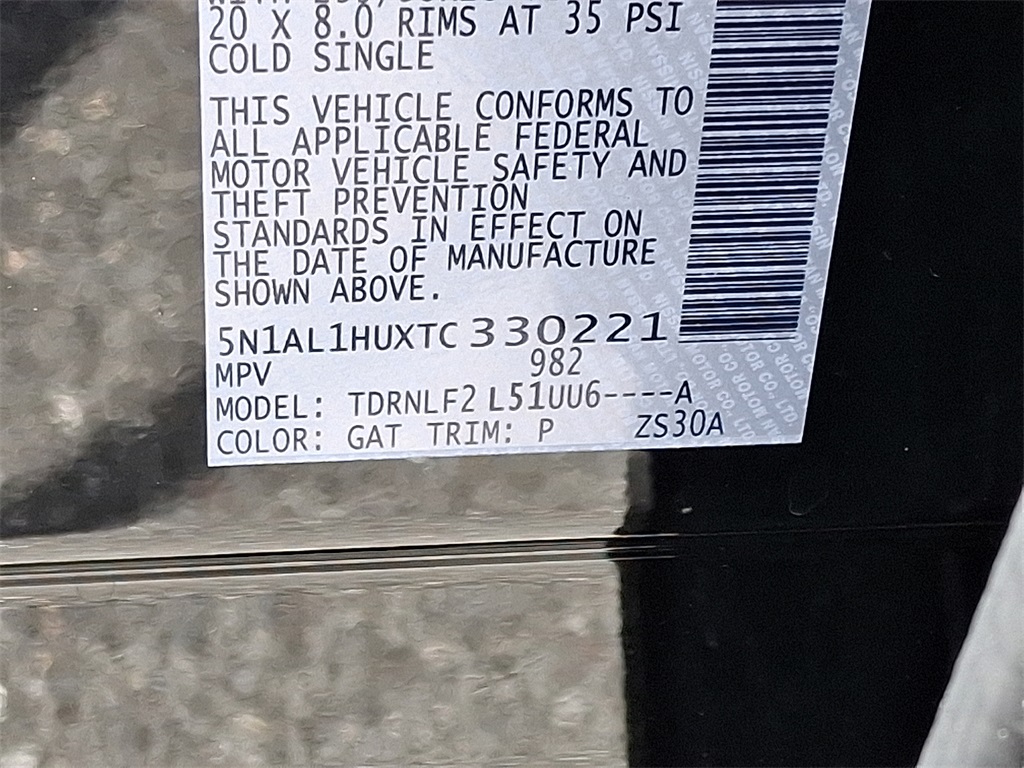 20 X 8.0 RIMS AT 35 PSI
COLD SINGLE
THIS VEHICLE CONFORMS TO
ALL APPLICABLE FEDERAL
MOTOR VEHICLE SAFETY AND
THEFT PREVENTION
STANDARDS IN EFFECT ON
THE DATE OF MANUFACTURE
SHOWN ABOVE.
5N1AL1HUXTC330221
MPV 982
MODEL: TDRNLF2 L51UU6----A
COLOR: GAT TRIM: P ZS30A